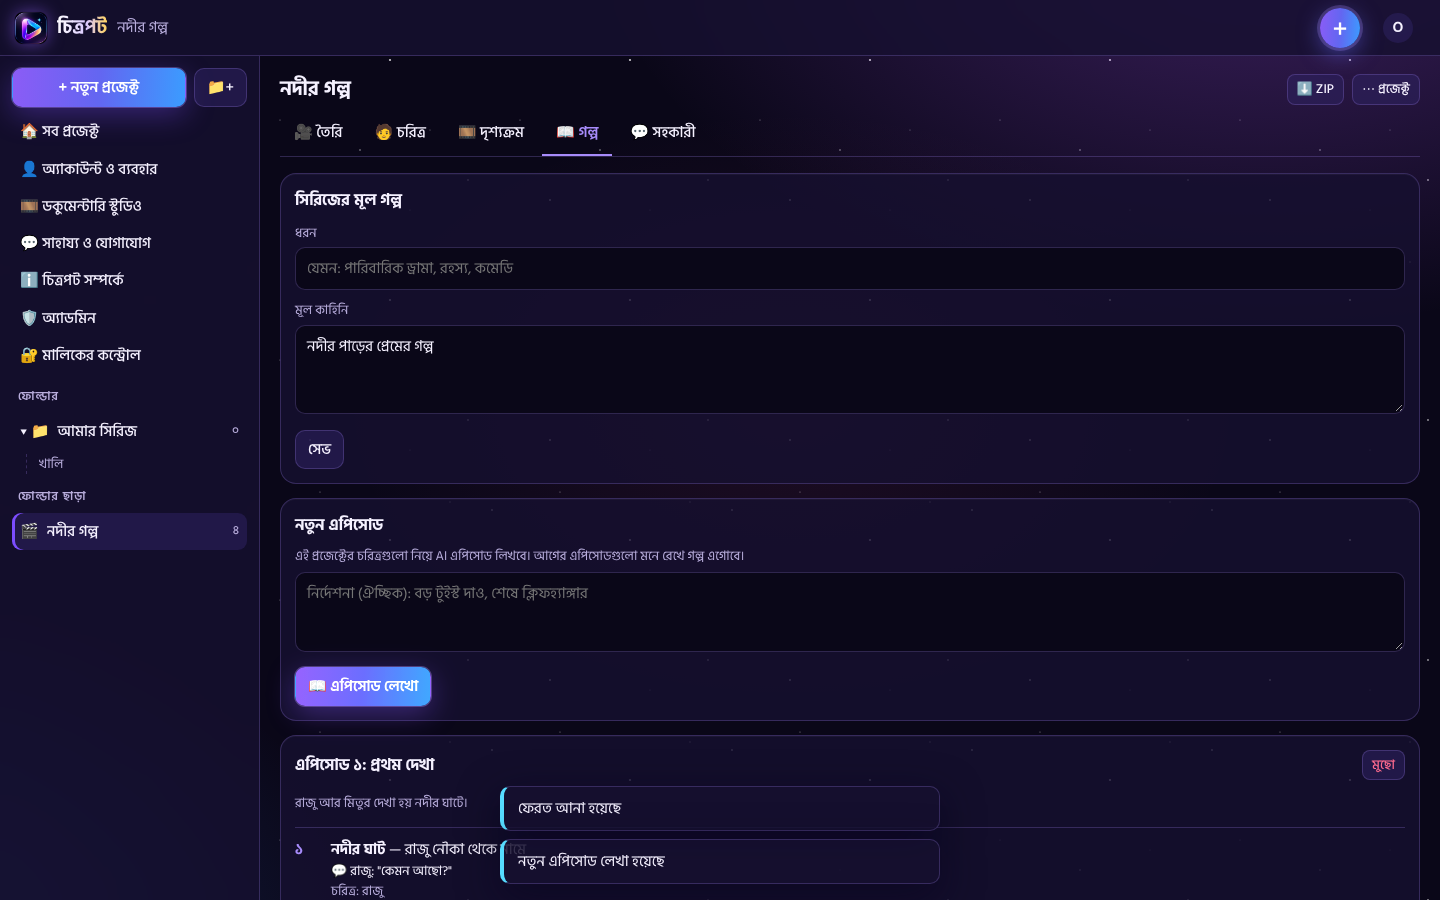 চিত্রপট নদীর গল্প
+ O
+ নতুন প্রজেক্ট
+
সব প্রজেক্ট
অ্যাকাউন্ট ও ব্যবহার
ডকুমেন্টারি স্টুডিও
সাহায্য ও যোগাযোগ
চিত্রপট সম্পর্কে
অ্যাডমিন
মালিকের কন্ট্রোল
ফোল্ডার
আমার সিরিজ ০
খালি
ফোল্ডার ছাড়া
নদীর গল্প 8
নদীর গল্প
ZIP
⋯ প্রজেক্ট
তৈরি
চরিত্র
দৃশ্যক্রম
গল্প
সহকারী
সিরিজের মূল গল্প
ধরন
যেমন: পারিবারিক ড্রামা, রহস্য, কমেডি
মূল কাহিনি
নদীর পাড়ের প্রেমের গল্প
সেভ
নতুন এপিসোড
এই প্রজেক্টের চরিত্রগুলো নিয়ে AI এপিসোড লিখবে। আগের এপিসোডগুলো মনে রেখে গল্প এগোবে।
নির্দেশনা (ঐচ্ছিক): বড় টুইস্ট দাও, শেষে ক্লিফহ্যাঙ্গার
এপিসোড লেখো
এপিসোড ১: প্রথম দেখা
মুছো
রাজু আর মিতুর দেখা হয় নদীর ঘাটে।
১ নদীর ঘাট — রাজু নৌকা থেকে নামে
রাজু: "কেমন আছো?"
চরিত্র: রাজু
ফেরত আনা হয়েছে
নতুন এপিসোড লেখা হয়েছে